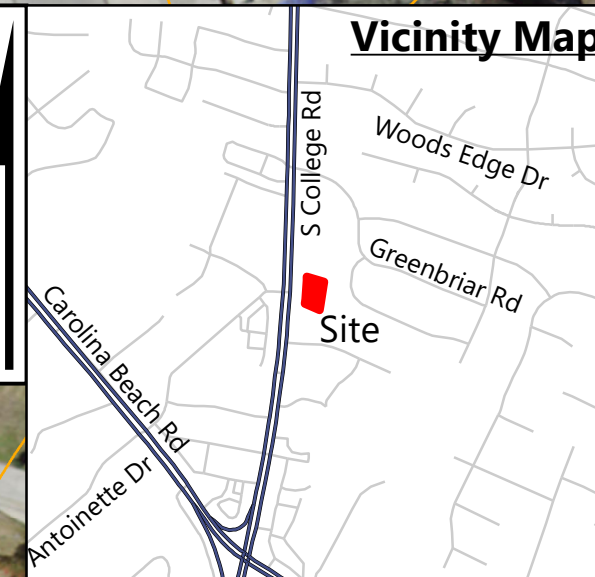 Vicinity Map
S College Rd
Woods Edge Dr
Greenbriar Rd
Site
Carolina Beach Rd
Antoinette Dr